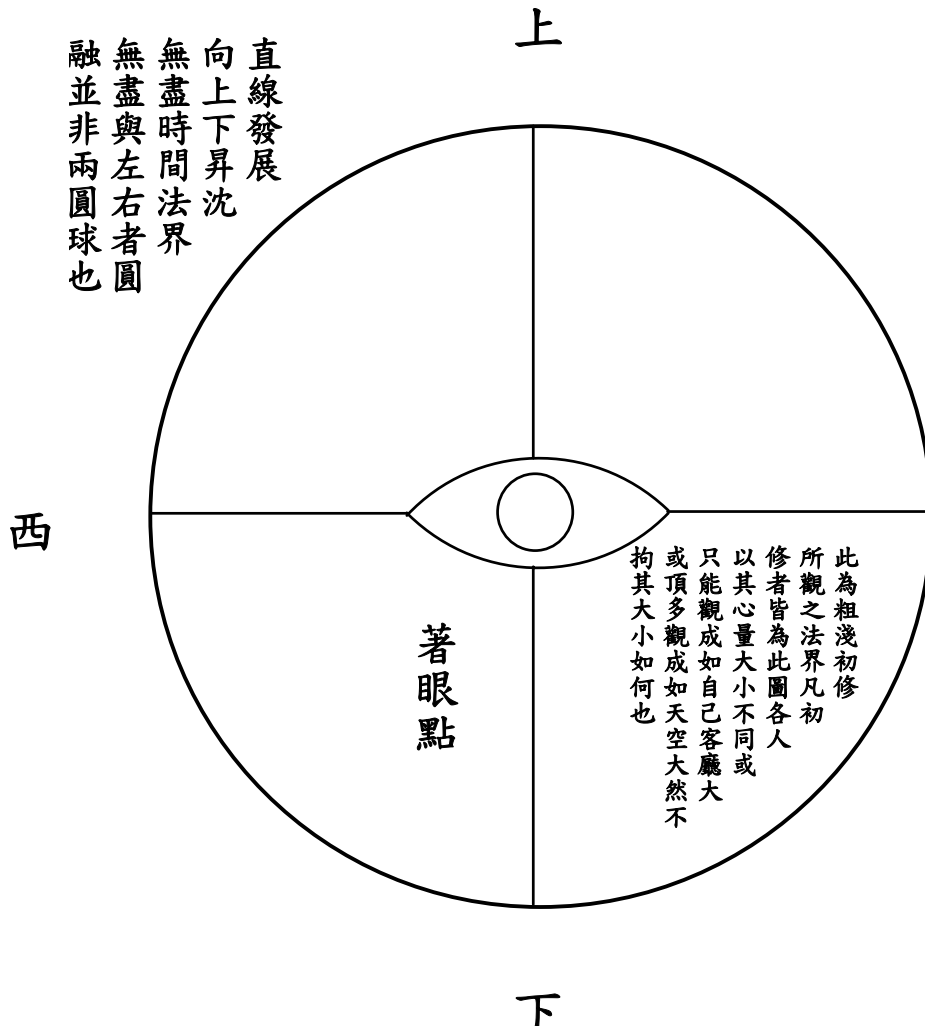 上
直線發展
向上下昇沈
無盡時間法界
無盡與左右者圓
融並非兩圓球也
西
此為粗淺初修
所觀之法界凡初
修者皆為此圖各人
以其心量大小不同或
只能觀成如自己客廳大
或頂多觀成如天空大然不
拘其大小如何也
著眼點
下